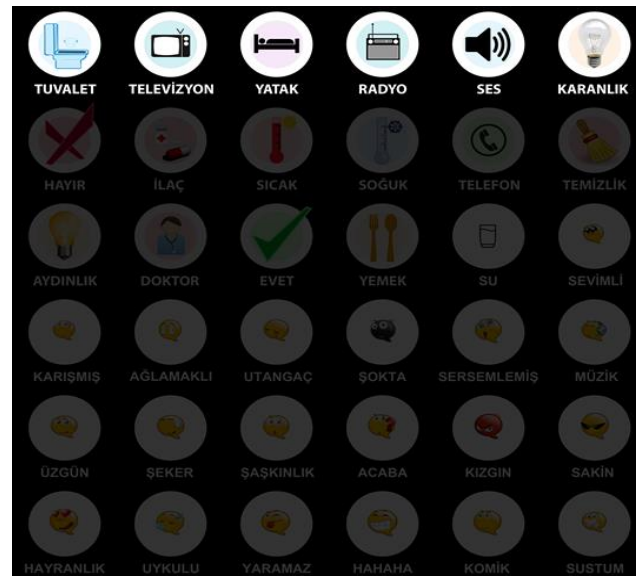 TUVALET TELEVİZYON YATAK RADYO SES KARANLIK
HAYIR İLAÇ SICAK SOĞUK TELEFON TEMİZLİK
AYDINLIK DOKTOR EVET YEMEK SU SEVİMLİ
KARIŞMIŞ AĞLAMAKLI UTANGAÇ ŞOKTA SERSEMLEMİŞ MÜZİK
ÜZGÜN ŞEKER ŞAŞKINLIK ACABA KIZGIN SAKİN
HAYRANLIK UYKULU YARAMAZ HAHAHA KOMİK SUSTUM